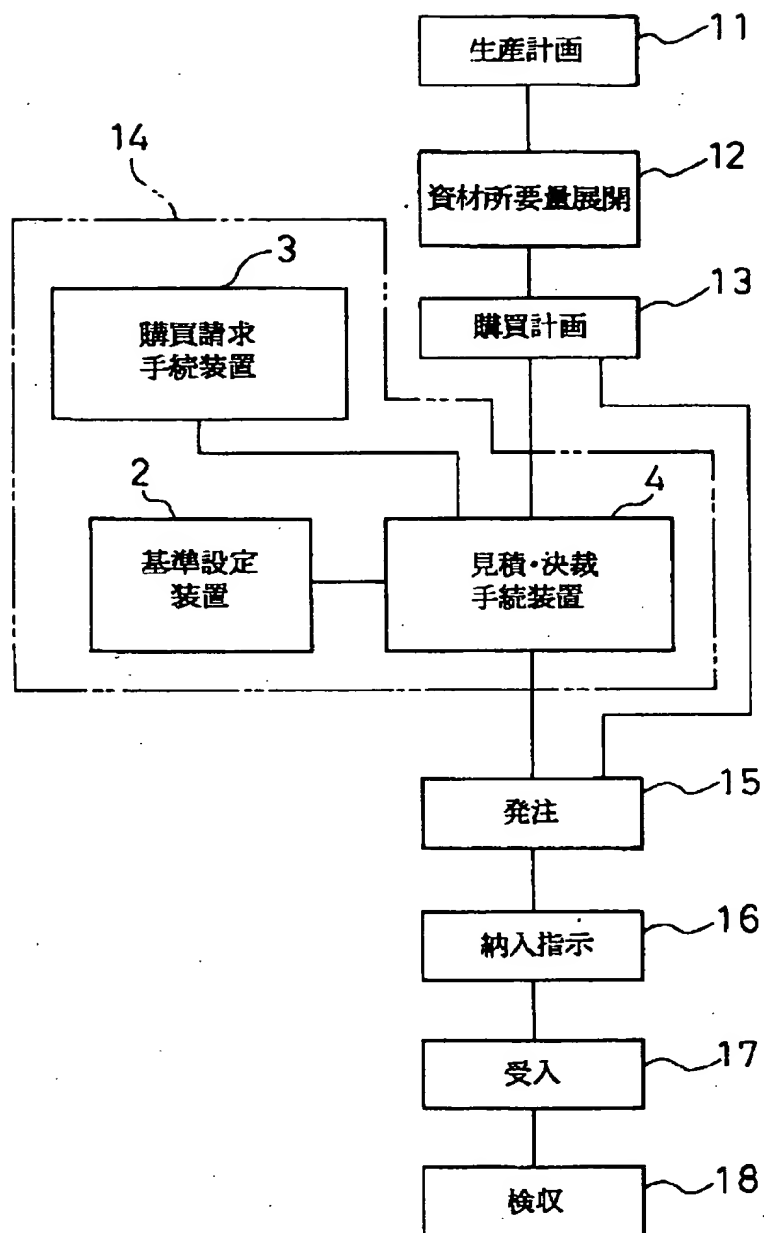 11
生産計画
12
資材所要量展開
14
3
13
購買請求
手続装置
購買計画
2
4
基準設定
装置
見積・決裁
手続装置
15
発注
16
納入指示
17
受入
18
検収